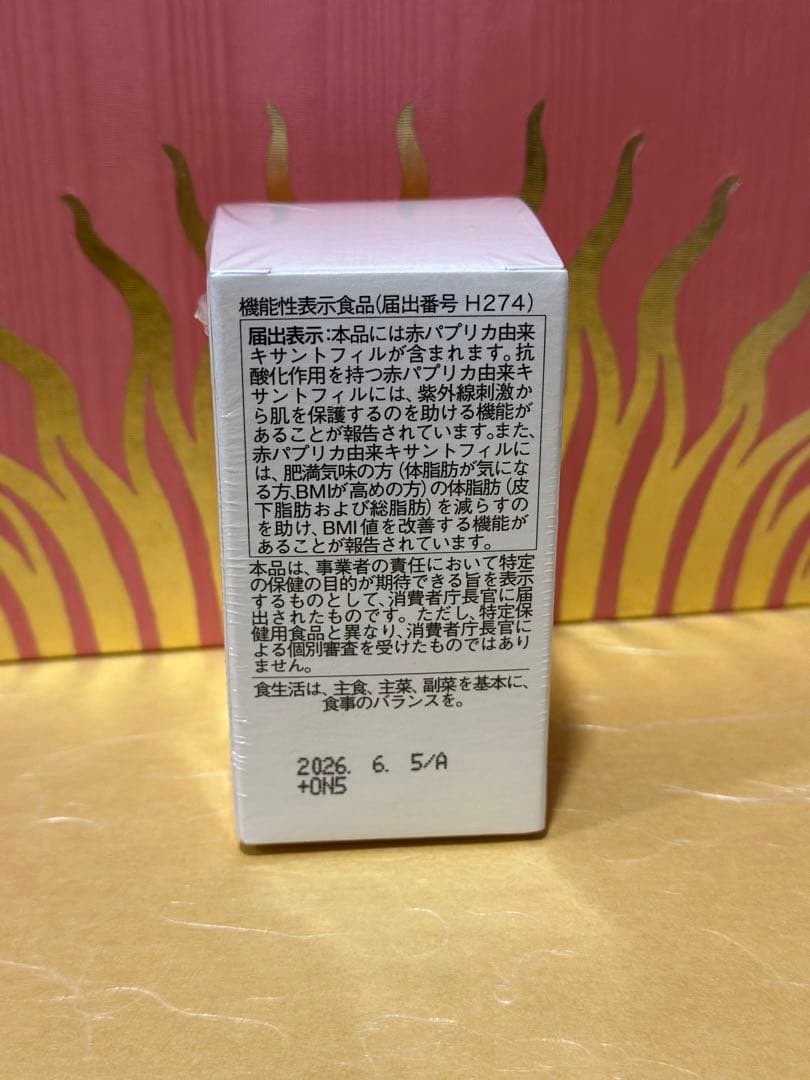 機能性表示食品(届出番号 H274)
届出表示:本品には赤パプリカ由来
キサントフィルが含まれます。抗
酸化作用を持つ赤パプリカ由来キ
サントフィルには、紫外線刺激か
ら肌を保護するのを助ける機能が
あることが報告されています。また、
赤パプリカ由来キサントフィルに
は、肥満気味の方(体脂肪が気にな
る方、BMIが高めの方)の体脂肪(皮
下脂肪および総脂肪)を減らすの
を助け、BMI値を改善する機能が
あることが報告されています。
本品は、事業者の責任において特定
の保健の目的が期待できる旨を表示
するものとして、消費者庁長官に届
出されたものです。ただし、特定保
健用食品と異なり、消費者庁長官に
よる個別審査を受けたものではあり
ません。
食生活は、主食、主菜、副菜を基本に、
食事のバランスを。
2026. 6. 5/A
+ON5